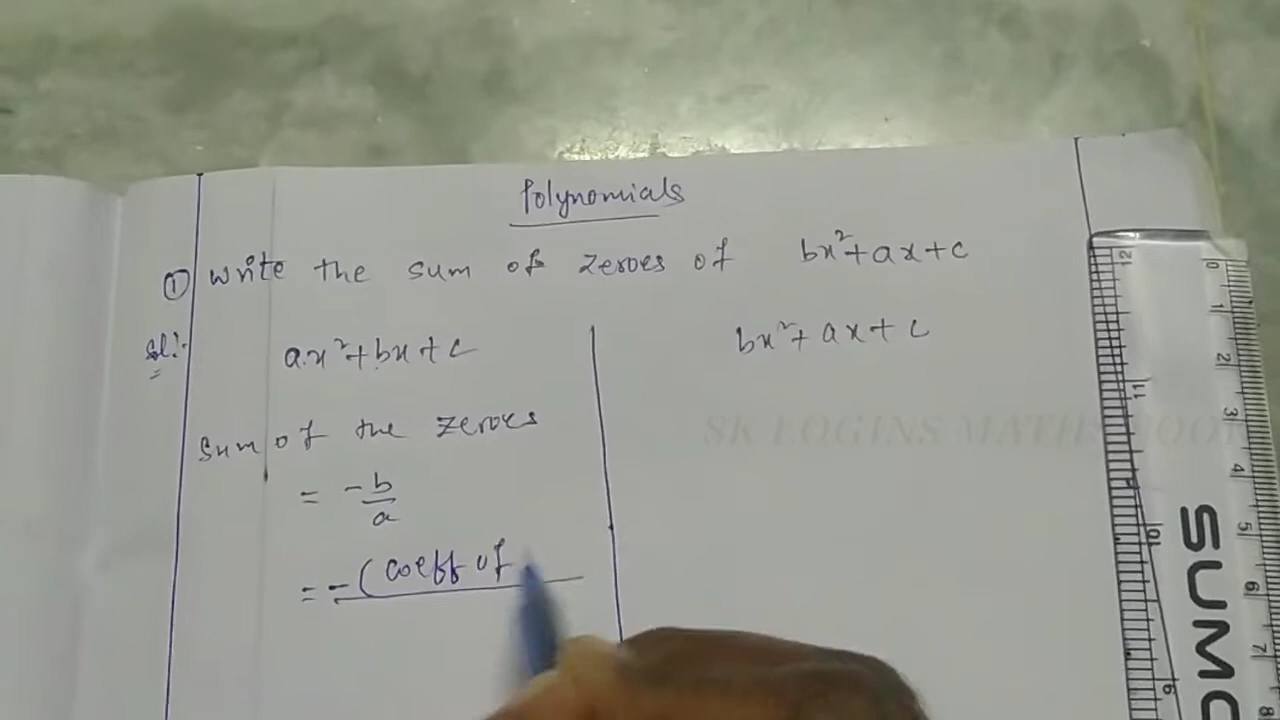 Polynomials
① Write the sum of zeroes of bx²+ax+c
Sol:- ax²+bx+c
bx²+ax+c
Sum of the zeroes
= -b/a
= -(coeff of
SK LOGINS MATHS
12 11 10 9
0 1 2 3 4 5 6 7 8
SUMO